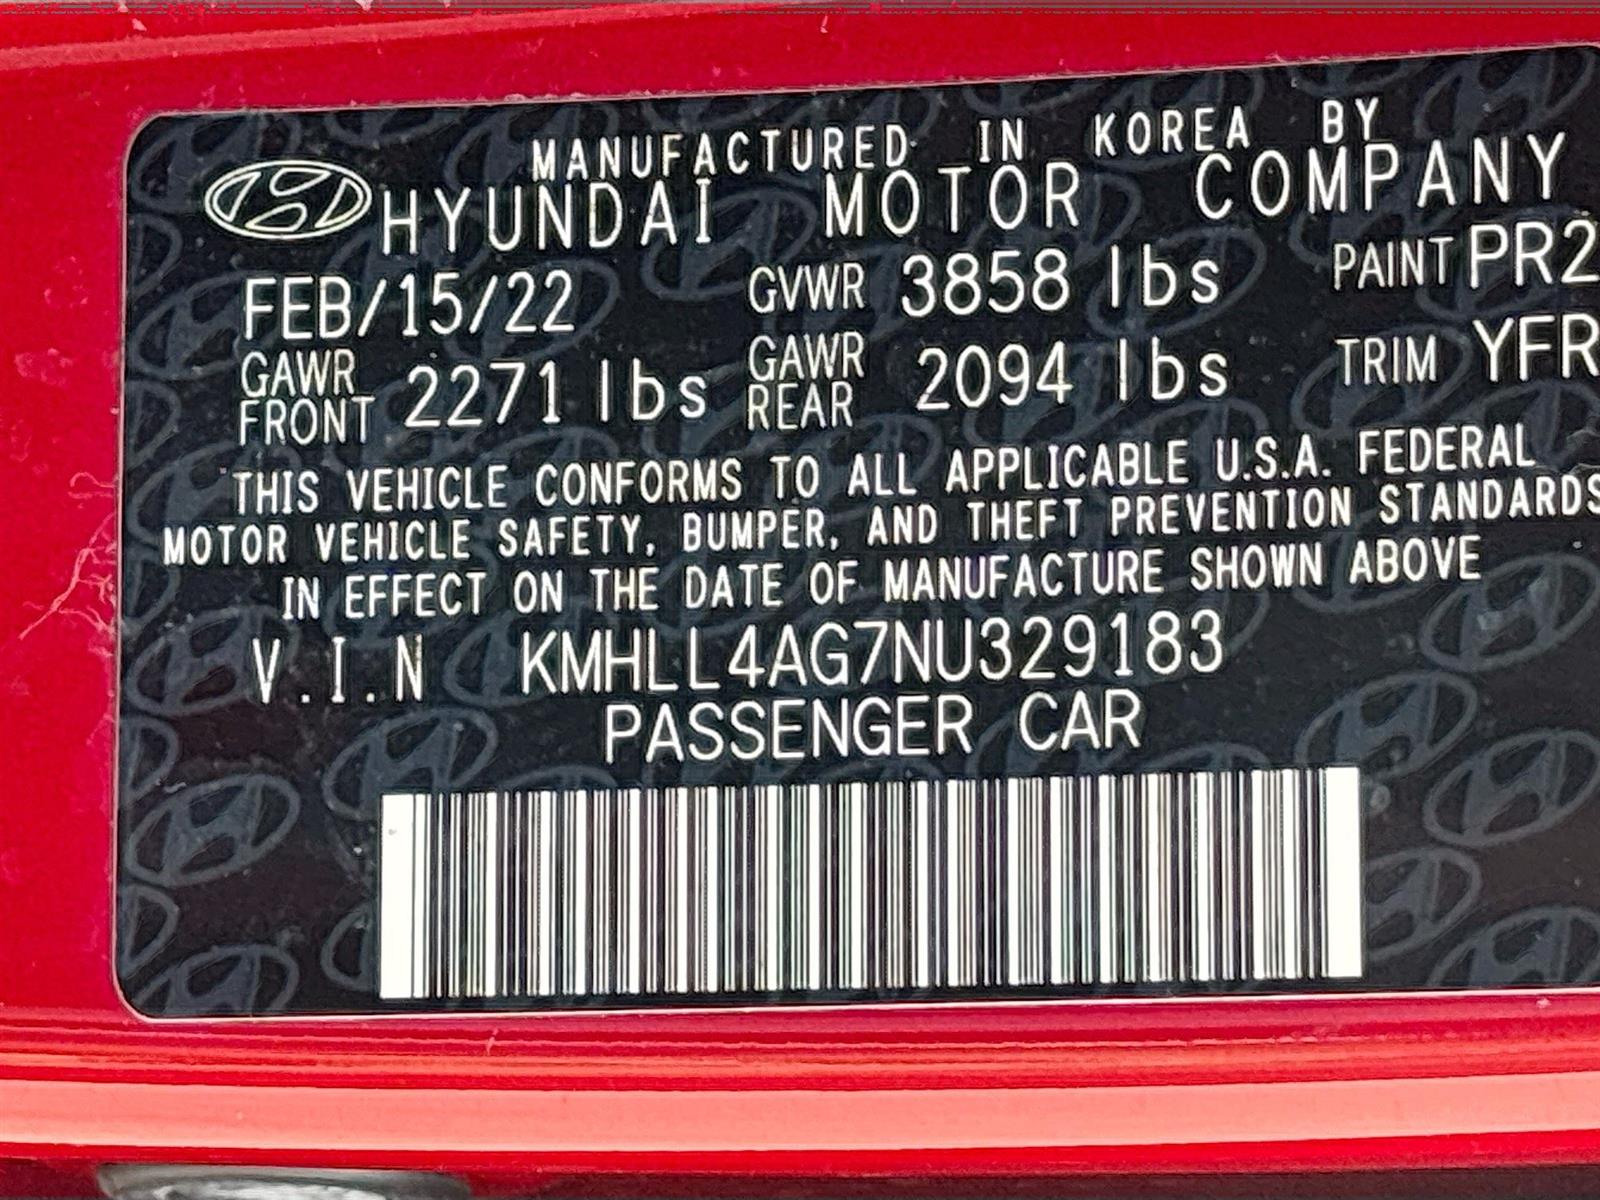 MANUFACTURED IN KOREA BY
HYUNDAI MOTOR COMPANY
FEB/15/22 GVWR 3858 lbs PAINT PR2
GAWR FRONT 2271 lbs GAWR REAR 2094 lbs TRIM YFR
THIS VEHICLE CONFORMS TO ALL APPLICABLE U.S.A. FEDERAL
MOTOR VEHICLE SAFETY, BUMPER, AND THEFT PREVENTION STANDARDS
IN EFFECT ON THE DATE OF MANUFACTURE SHOWN ABOVE
V.I.N KMHLL4AG7NU329183
PASSENGER CAR